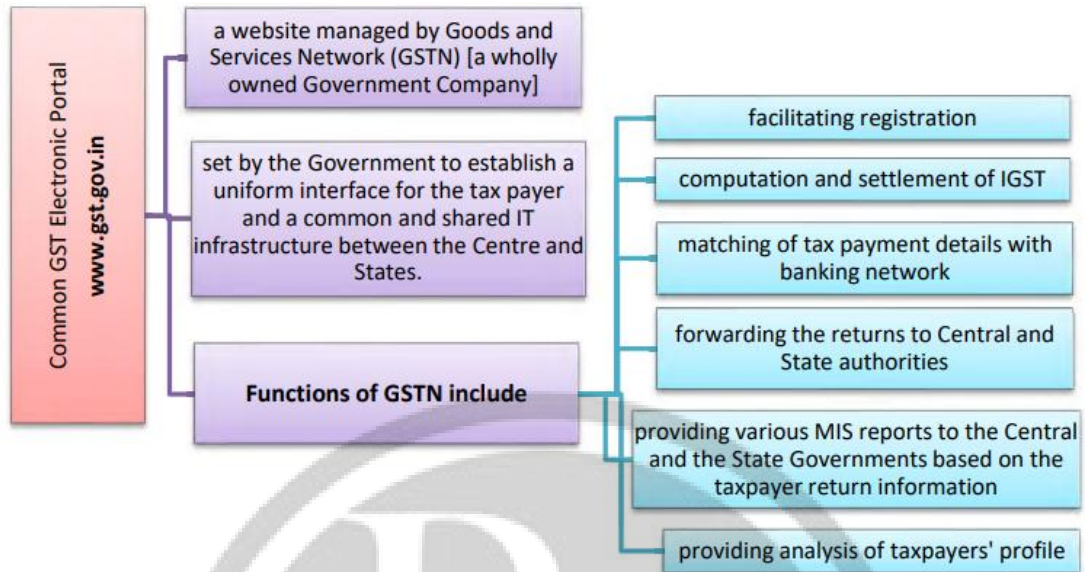 Common GST Electronic Portal
www.gst.gov.in
a website managed by Goods and
Services Network (GSTN) [a wholly
owned Government Company]
set by the Government to establish a
uniform interface for the tax payer
and a common and shared IT
infrastructure between the Centre and
States.
Functions of GSTN include
facilitating registration
computation and settlement of IGST
matching of tax payment details with
banking network
forwarding the returns to Central and
State authorities
providing various MIS reports to the Central
and the State Governments based on the
taxpayer return information
providing analysis of taxpayers' profile